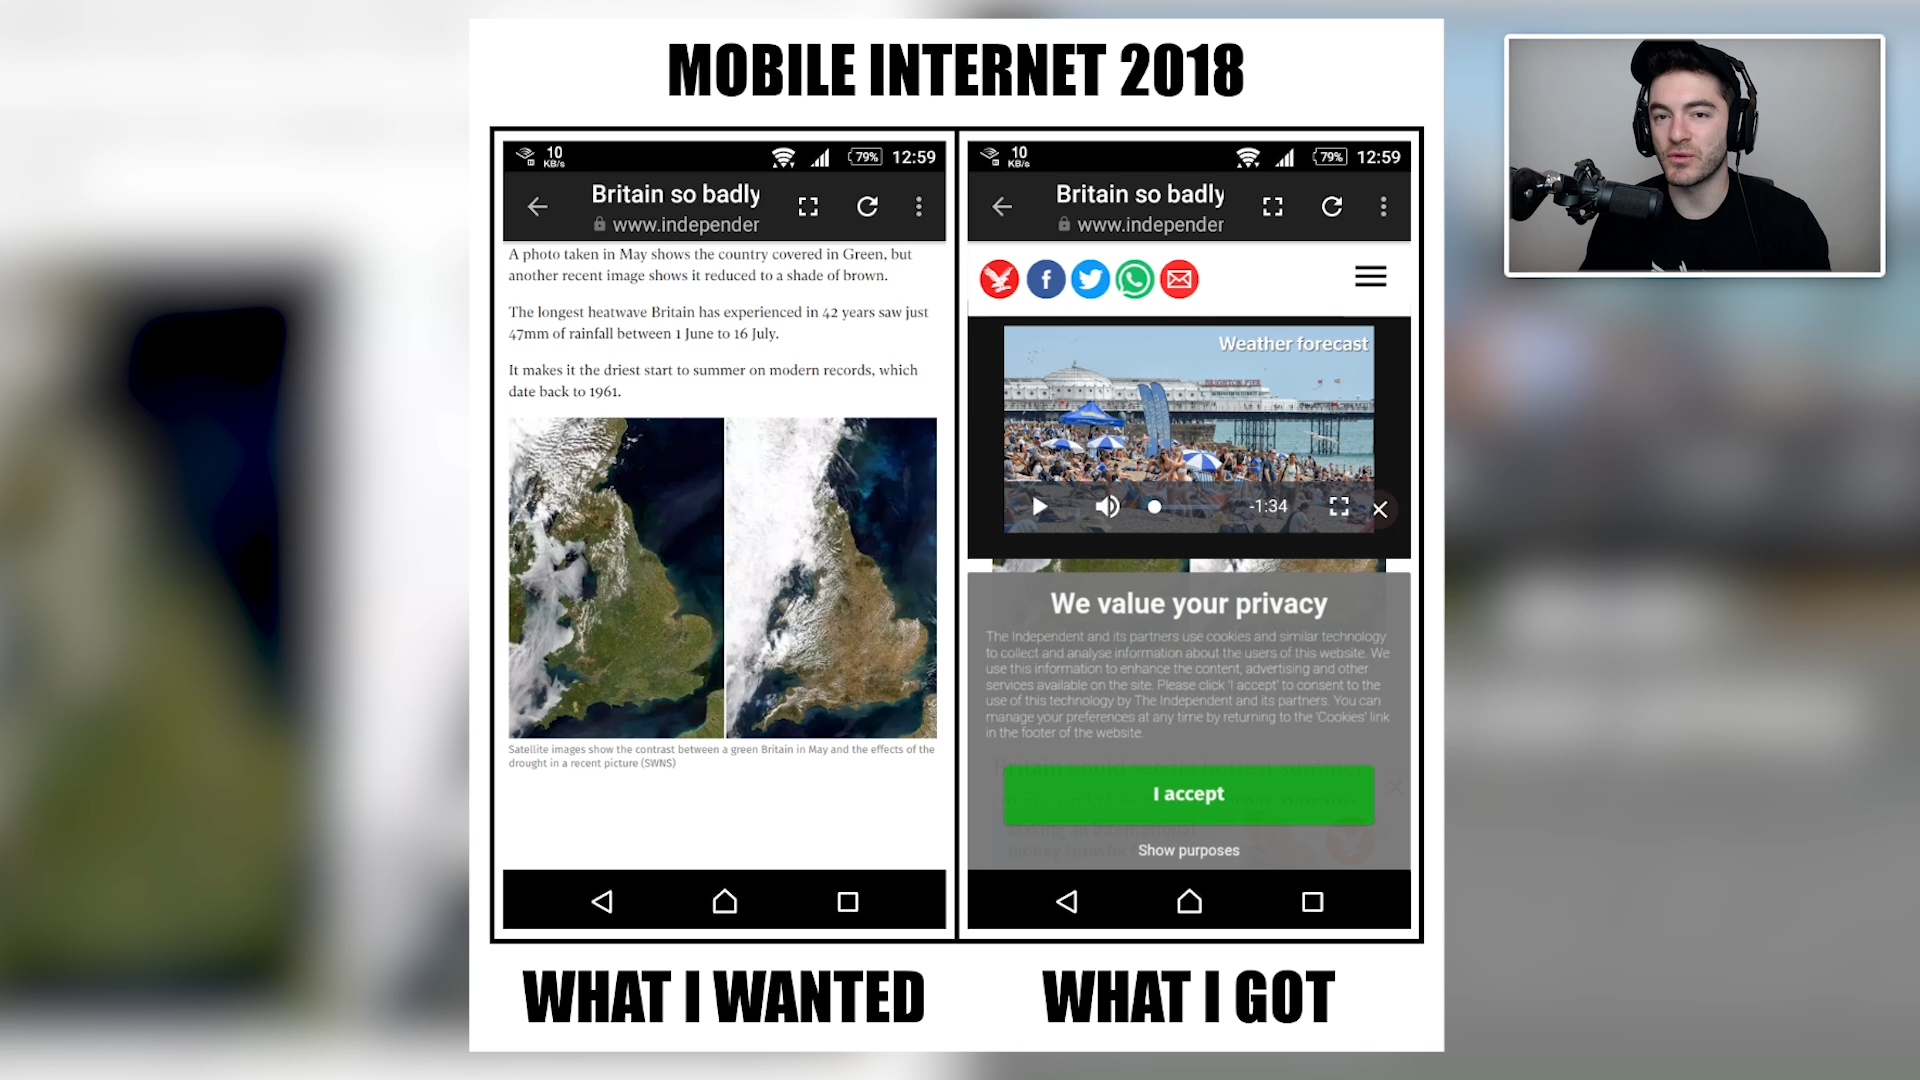 MOBILE INTERNET 2018
10
KB/s
79%
12:59
Britain so badly
www.independer
A photo taken in May shows the country covered in Green, but
another recent image shows it reduced to a shade of brown.
The longest heatwave Britain has experienced in 42 years saw just
47mm of rainfall between 1 June to 16 July.
It makes it the driest start to summer on modern records, which
date back to 1961.
Satellite images show the contrast between a green Britain in May and the effects of the
drought in a recent picture (SWNS)
10
KB/s
79%
12:59
Britain so badly
www.independer
Weather forecast
-1:34
We value your privacy
The Independent and its partners use cookies and similar technology
to collect and analyse information about the users of this website. We
use this information to enhance the content, advertising and other
services available on the site. Please click 'I accept' to consent to the
use of this technology by The Independent and its partners. You can
manage your preferences at any time by returning to the 'Cookies' link
in the footer of the website.
I accept
Show purposes
WHAT I WANTED
WHAT I GOT